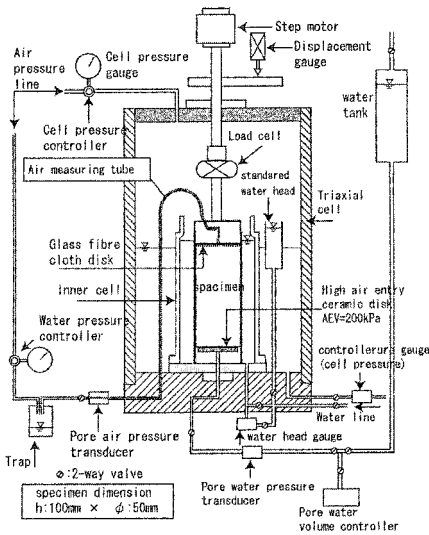 Step motor
Displacement
gauge
Air
pressure
line
Cell pressure
gauge
water
tank
Cell pressure
controller
Load cell
Air measuring tube
standared
water head
Triaxial
cell
Glass fibre
cloth disk
Inner cell
specimen
High air entry
ceramic disk
AEV=200kPa
Water pressure
controller
controllerure gauge
(cell pressure)
Water line
water head gauge
Pore air pressure
transducer
Trap
⌀:2-way valve
Pore water pressure
transducer
specimen dimension
h:100mm × φ:50mm
Pore water
volume controller